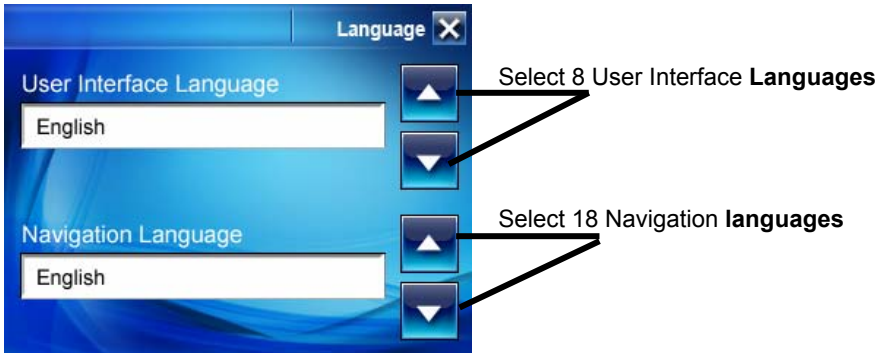 Language
User Interface Language
Select 8 User Interface Languages
English
Navigation Language
Select 18 Navigation languages
English